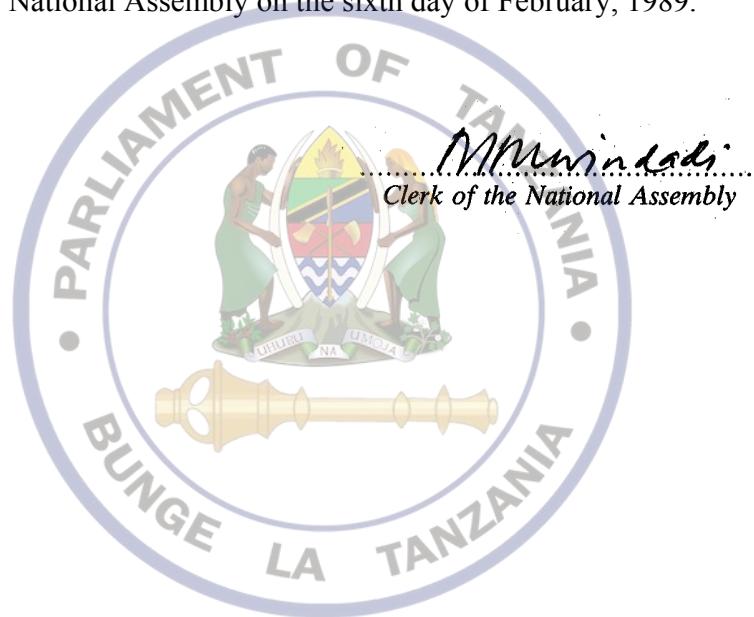 National Assembly on the sixth day of February, 1989.
PARLIAMENT OF TANZANIA
Clerk of the National Assembly
UHURU NA UMOJA
BUNGE LA TANZANIA